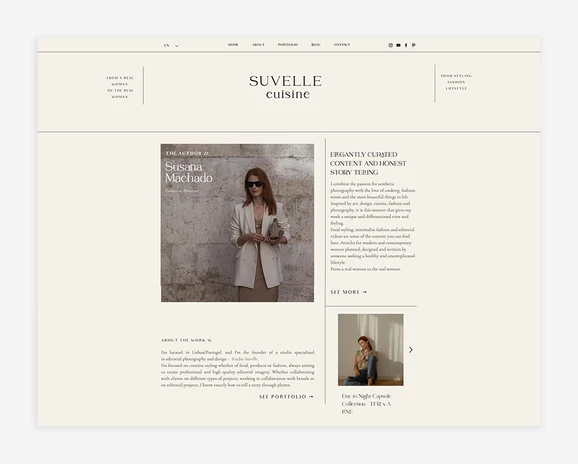 EN
HOME ABOUT PORTFOLIO BLOG CONTACT
FROM A REAL
WOMAN
TO THE REAL
WOMAN
SUVELLE
cuisine
FOOD STYLING
FASHION
LIFESTYLE
THE AUTHOR //
Susana
Machado
Creative Director
ELEGANTLY CURATED
CONTENT AND HONEST
STORY TELLING
I combine the passion for aesthetic
photography with the love of cooking, fashion,
wines and the most beautiful things in life.
Inspired by art, design, cuisine, fashion and
photography, it is this interest that gives my
work a unique and differentiated view and
feeling.
Food styling, minimalist fashion and editorial
videos are some of the content you can find
here. Articles for modern and contemporary
women planned, designed and written by
someone seeking a healthy and uncomplicated
lifestyle.
From a real woman to the real woman.
SEE MORE →
ABOUT THE WORK \\
I'm located in Lisboa/Portugal, and I'm the founder of a studio specialised
in editorial photography and design - Studio Suvelle.
I'm focused on creative styling whether of food, products or fashion, always aiming
to create professional and high quality editorial imagery. Whether collaborating
with clients on different types of projects, working in collaboration with brands or
on editorial projects, I know exactly how to tell a story through photos.
SEE PORTFOLIO →
Day to Night Capsule
Collection
LINE